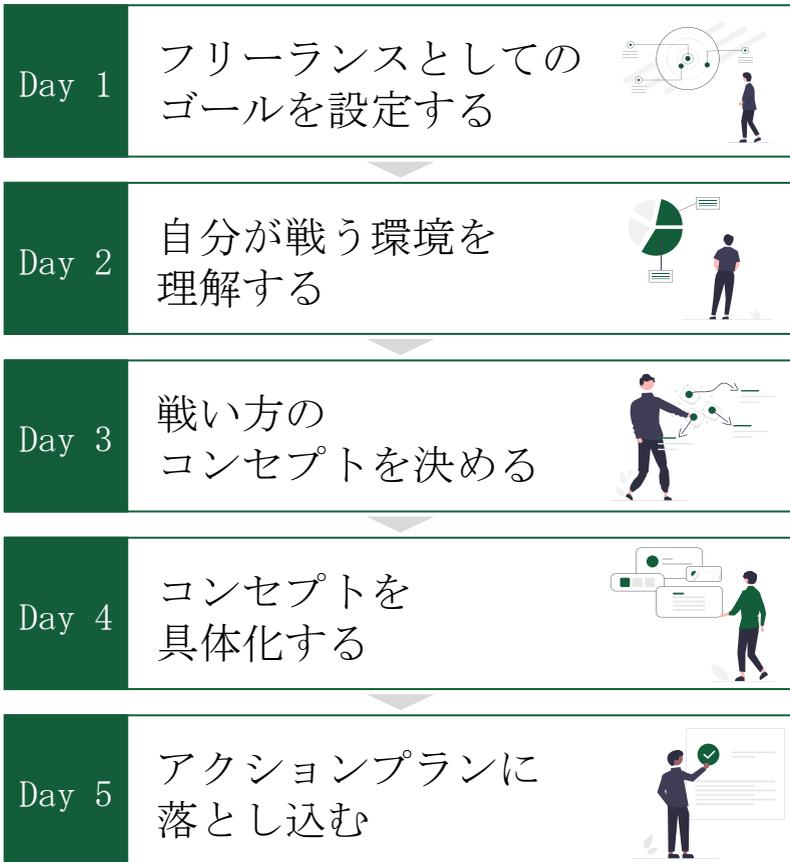 Day 1
フリーランスとしての
ゴールを設定する
Day 2
自分が戦う環境を
理解する
Day 3
戦い方の
コンセプトを決める
Day 4
コンセプトを
具体化する
Day 5
アクションプランに
落とし込む